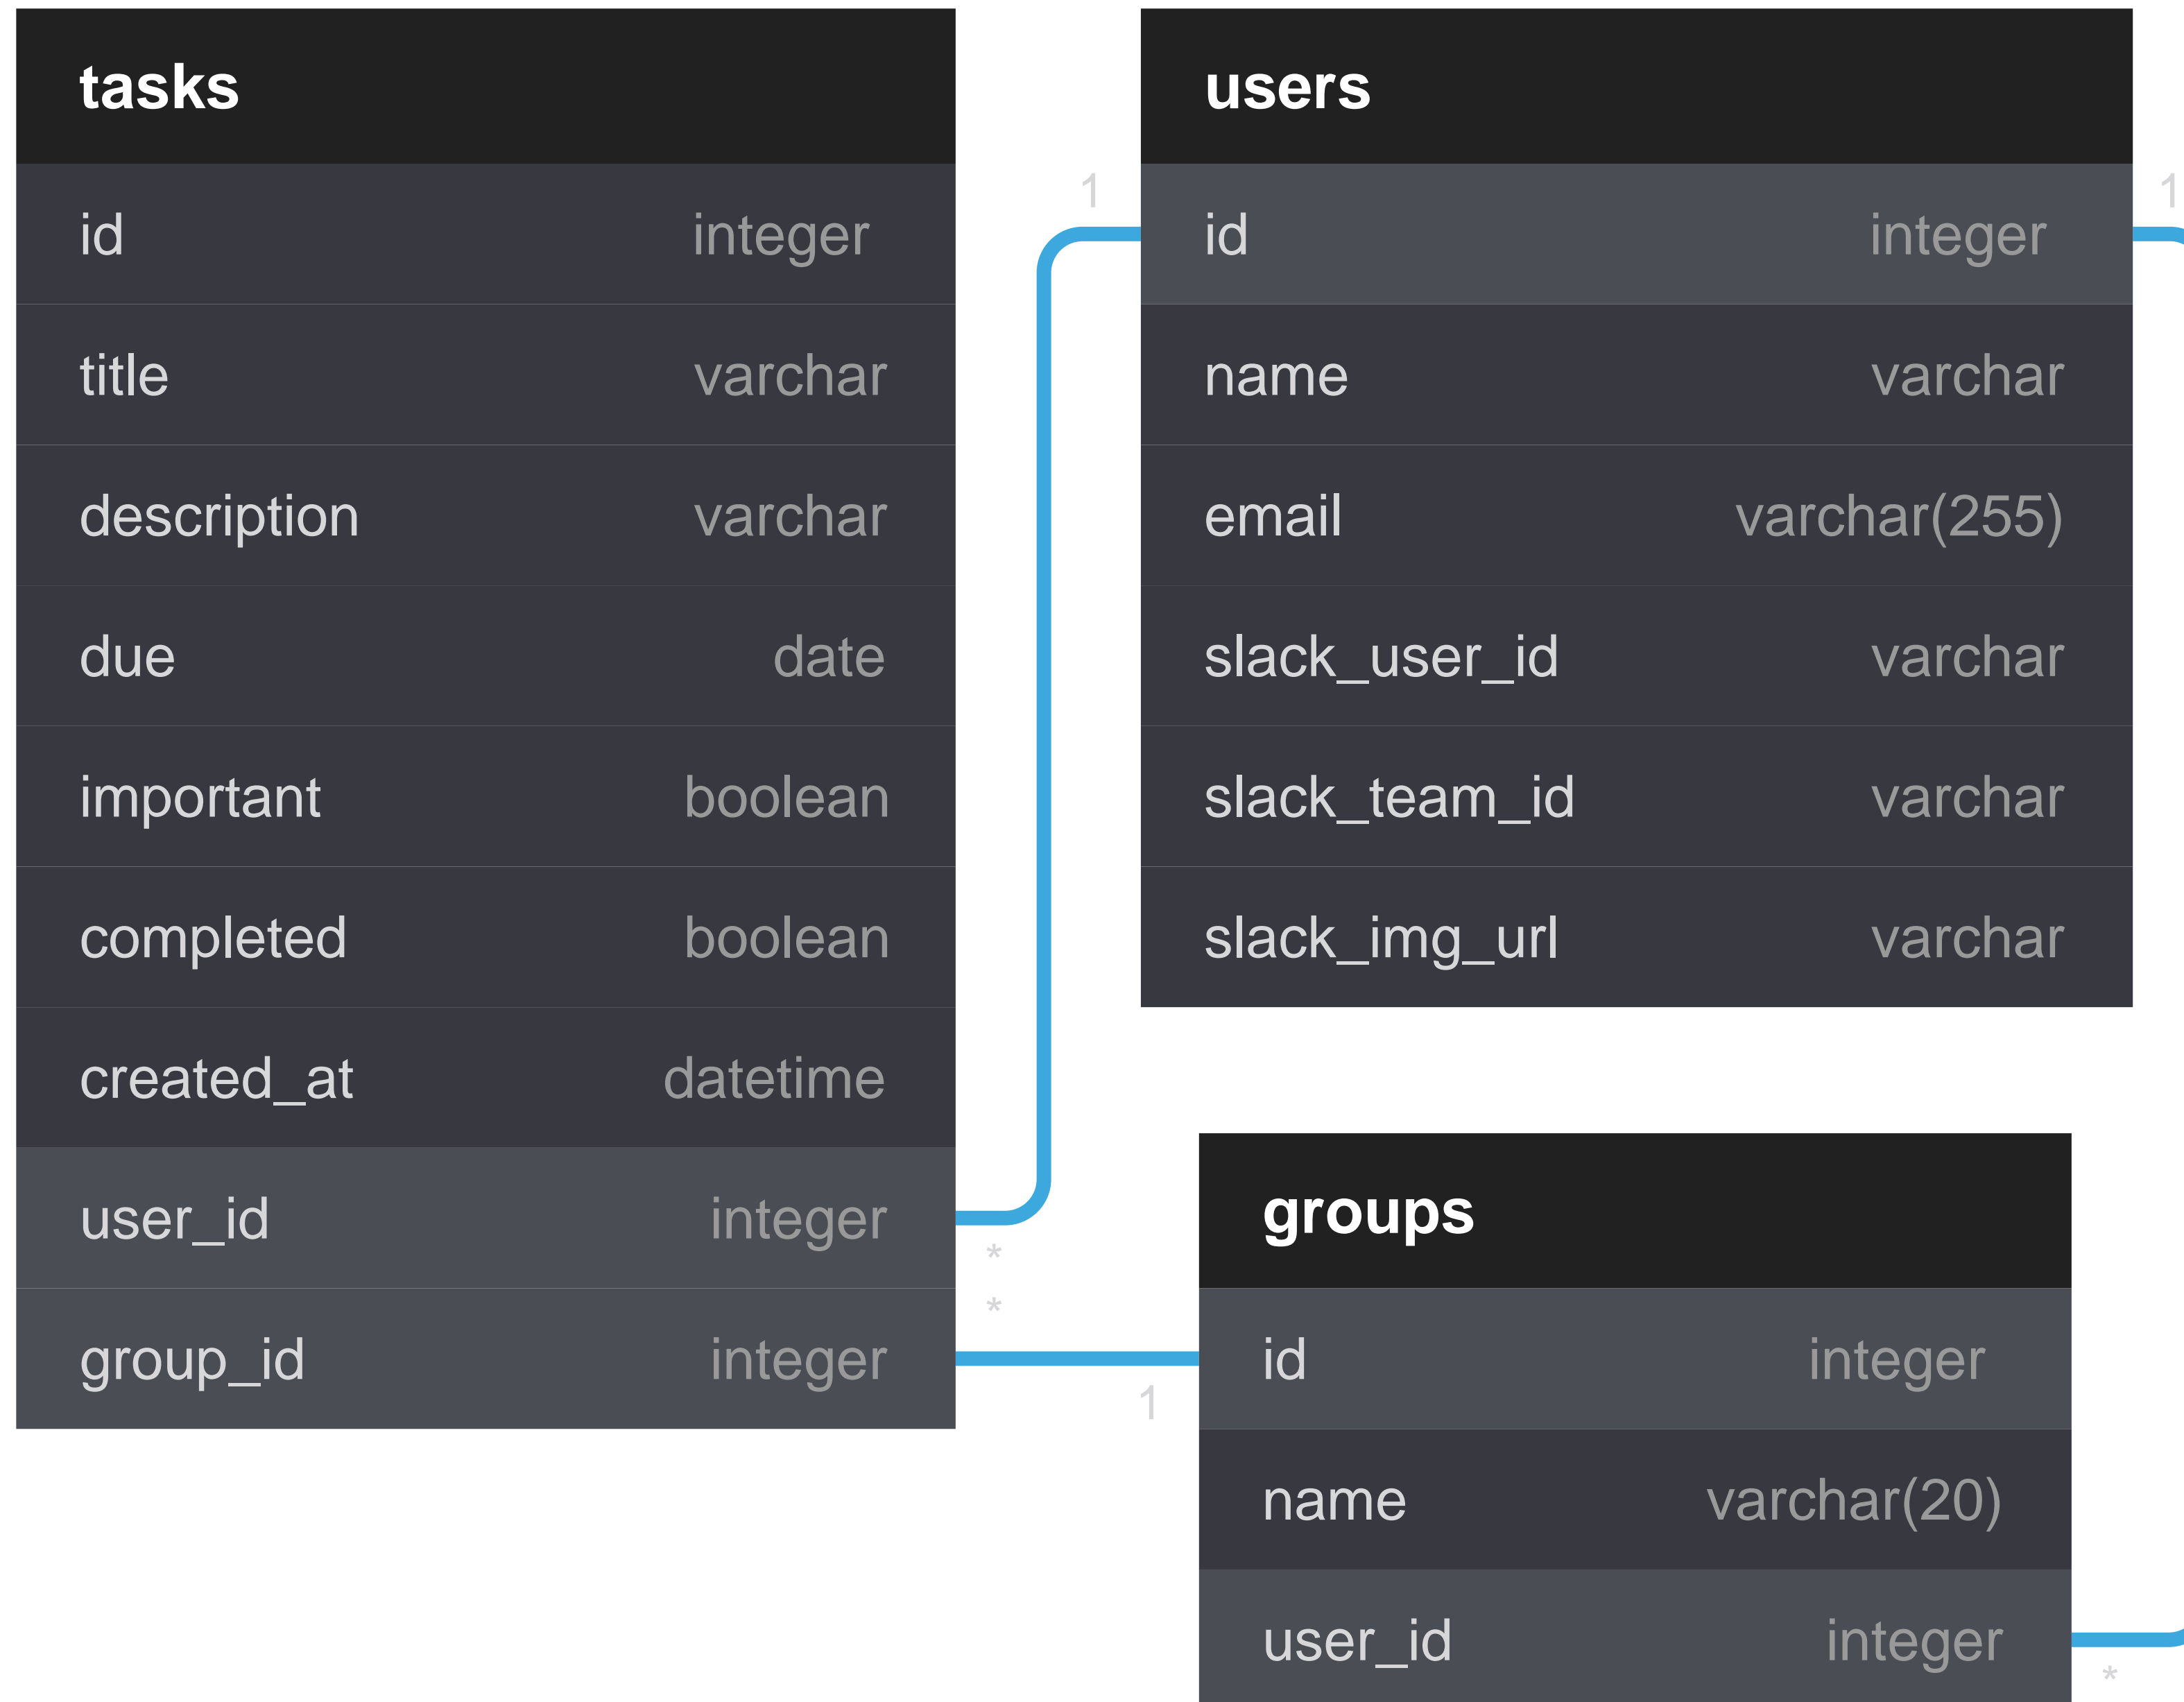 tasks
id integer
title varchar
description varchar
due date
important boolean
completed boolean
created_at datetime
user_id integer
group_id integer
*
*
1
1
users
id integer
name varchar
email varchar(255)
slack_user_id varchar
slack_team_id varchar
slack_img_url varchar
1
groups
id integer
name varchar(20)
user_id integer
*